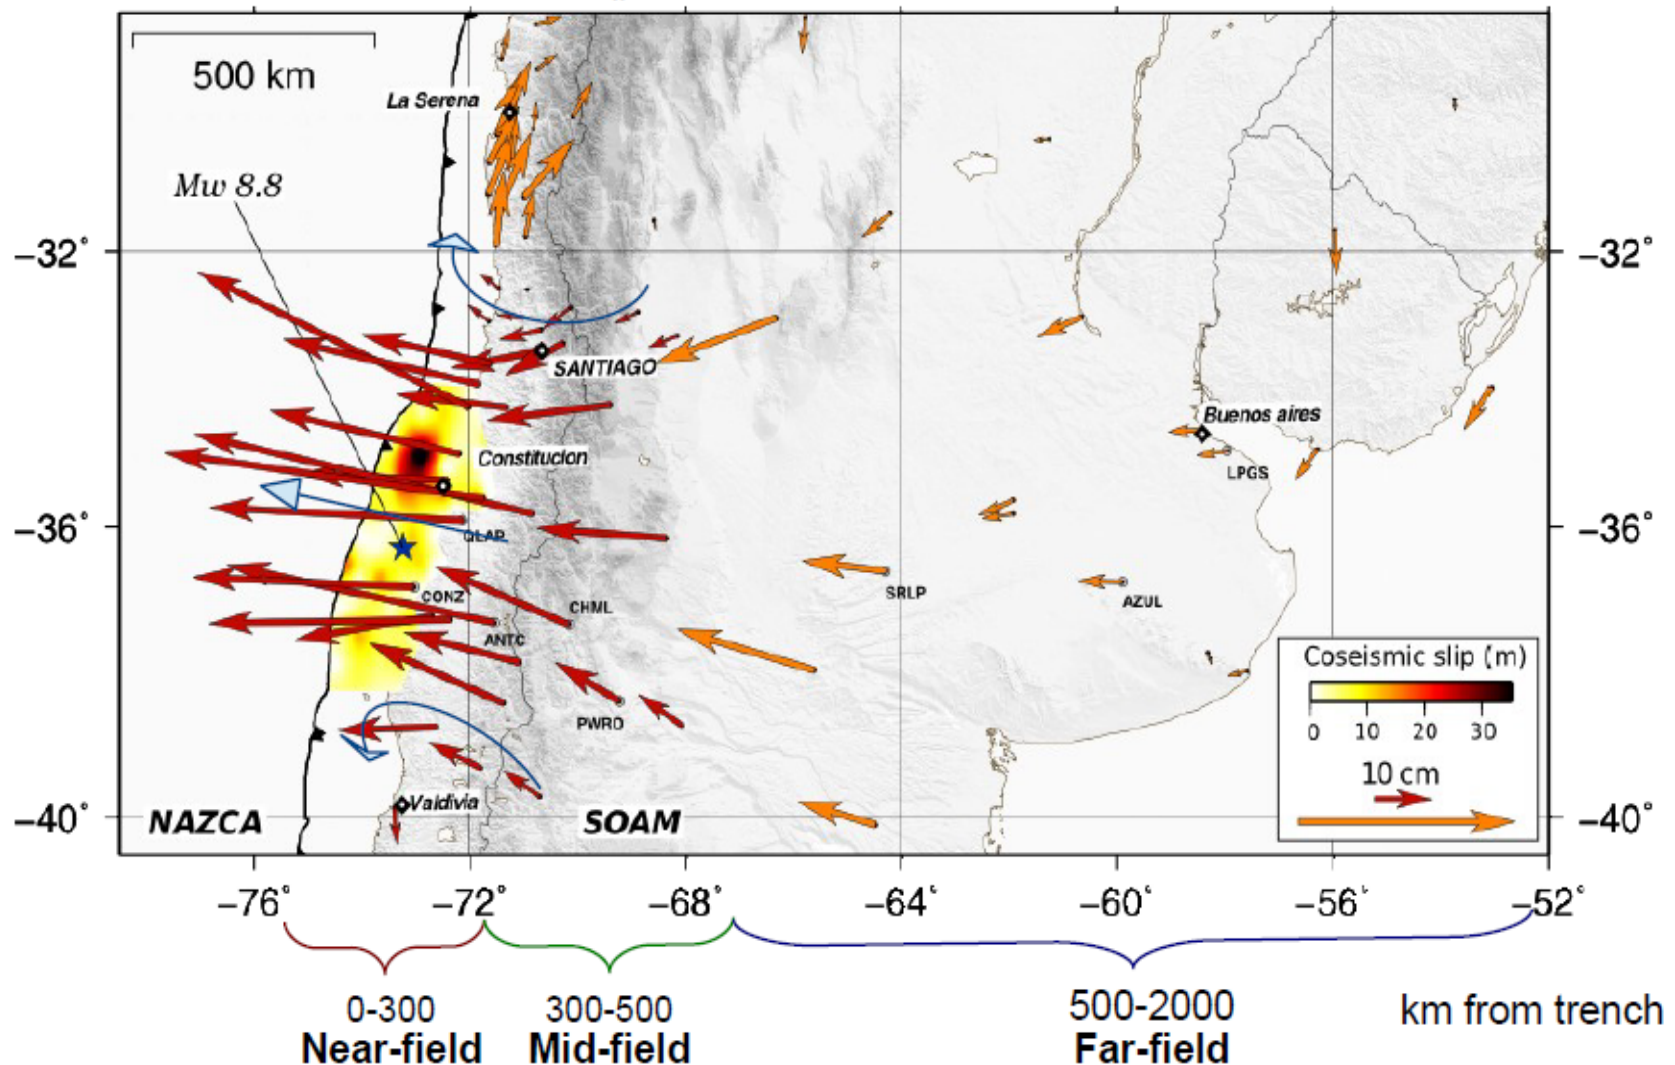 500 km
La Serena
Mw 8.8
−32°
−32°
SANTIAGO
Buenos aires
Constitucion
LPGS
−36°
−36°
QLAP
CONZ
CHML
SRLP
AZUL
ANTC
PWRD
Coseismic slip (m)
0 10 20 30
10 cm
Valdivia
NAZCA
SOAM
−40°
−40°
−76° −72° −68° −64° −60° −56° −52°
0-300
300-500
500-2000
km from trench
Near-field
Mid-field
Far-field